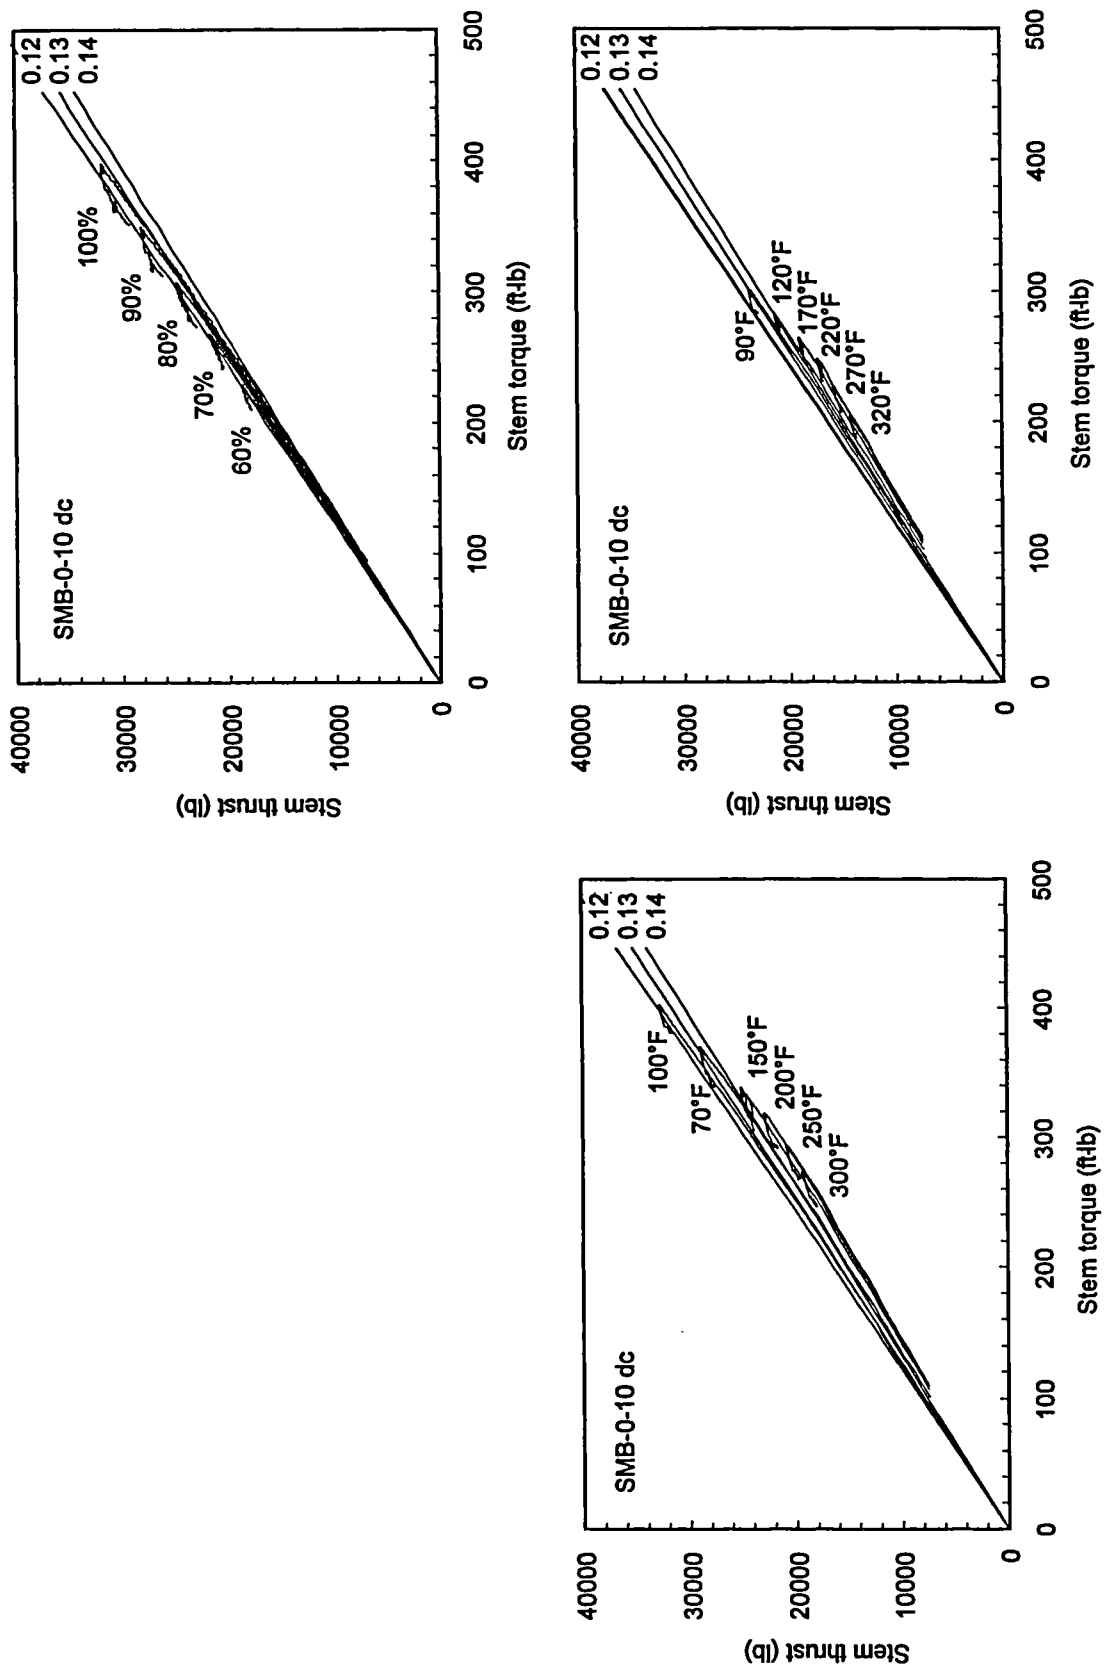 SMB-0-10 dc
0.12
0.13
0.14
100%
90%
80%
70%
60%
40000
30000
20000
10000
0
Stem thrust (lb)
0
100
200
300
400
500
Stem torque (ft-lb)
SMB-0-10 dc
0.12
0.13
0.14
100°F
70°F
150°F
200°F
250°F
300°F
40000
30000
20000
10000
0
Stem thrust (lb)
0
100
200
300
400
500
Stem torque (ft-lb)
SMB-0-10 dc
0.12
0.13
0.14
90°F
120°F
170°F
220°F
270°F
320°F
40000
30000
20000
10000
0
Stem thrust (lb)
0
100
200
300
400
500
Stem torque (ft-lb)